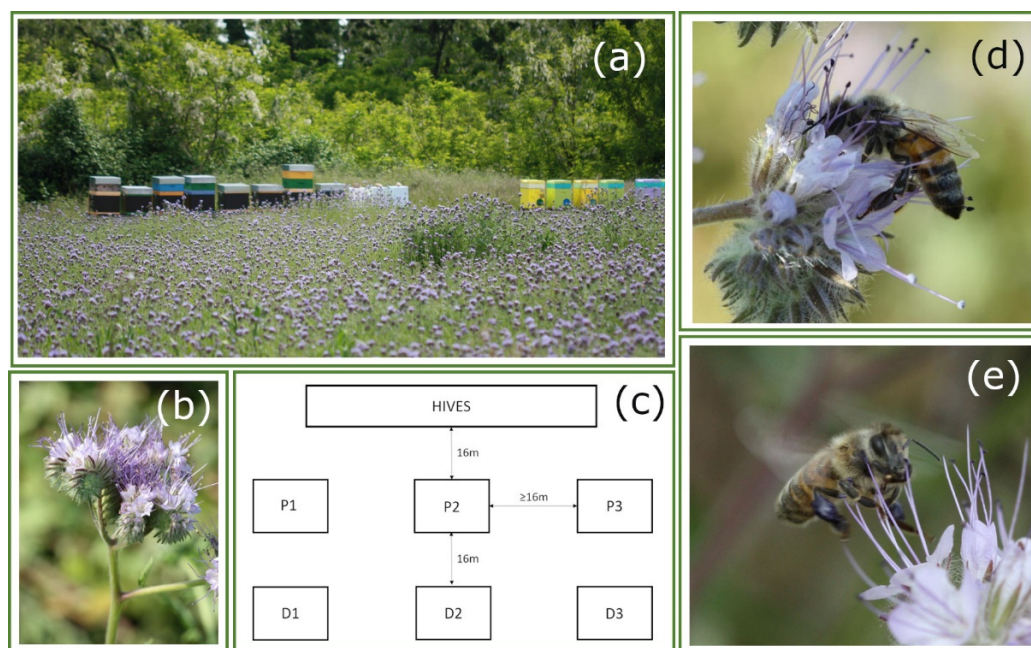 (a)
(d)
(b)
(c)
HIVES
16m
P1
P2
≥16m
P3
16m
D1
D2
D3
(e)